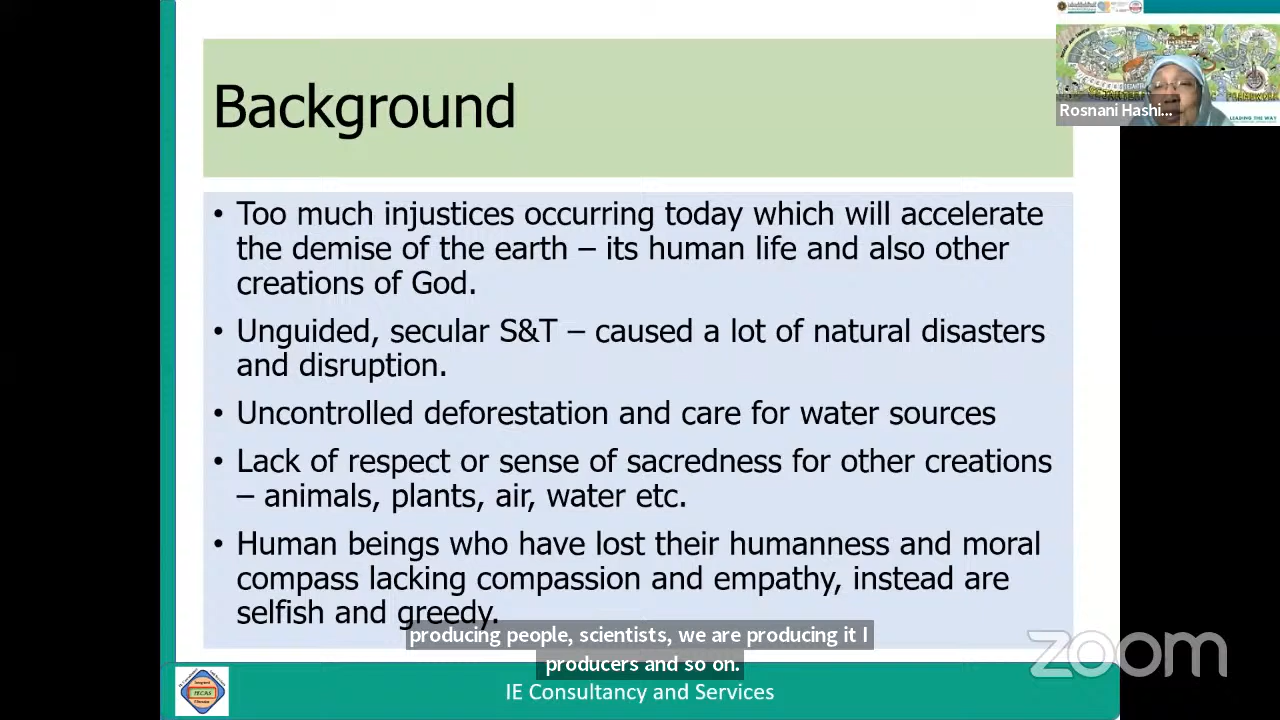 Background
• Too much injustices occurring today which will accelerate
the demise of the earth – its human life and also other
creations of God.
• Unguided, secular S&T – caused a lot of natural disasters
and disruption.
• Uncontrolled deforestation and care for water sources
• Lack of respect or sense of sacredness for other creations
– animals, plants, air, water etc.
• Human beings who have lost their humanness and moral
compass lacking compassion and empathy, instead are
selfish and greedy.
producing people, scientists, we are producing it I
producers and so on.
IE Consultancy and Services
Rosnani Hashi...
LEADING THE WAY
zoom